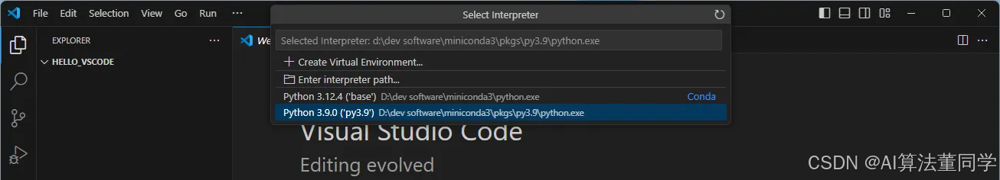 File Edit Selection View Go Run ···
Select Interpreter
EXPLORER ···
We
Selected Interpreter: d:\dev software\miniconda3\pkgs\py3.9\python.exe
HELLO_VSCODE
+ Create Virtual Environment...
Enter interpreter path...
Python 3.12.4 ('base') D:\dev software\miniconda3\python.exe Conda
Python 3.9.0 ('py3.9') D:\dev software\miniconda3\pkgs\py3.9\python.exe
Visual Studio Code
Editing evolved
CSDN @AI算法董同学